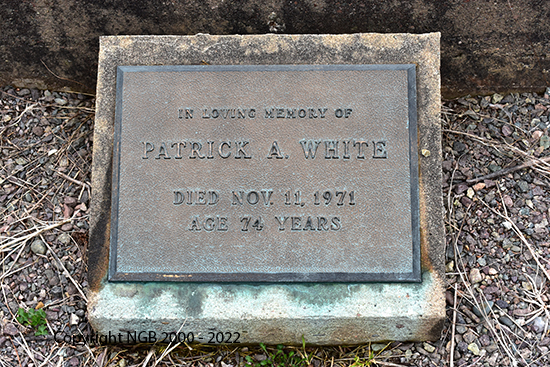 IN LOVING MEMORY OF
PATRICK A. WHITE
DIED NOV. 11, 1971
AGE 74 YEARS
Copyright NGB 2000 - 2022